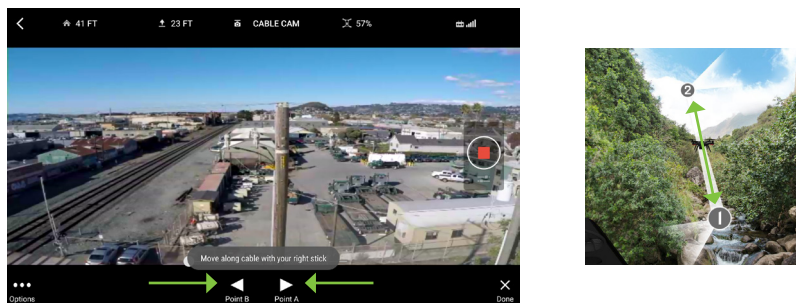 41 FT
23 FT
CABLE CAM
57%
Move along cable with your right stick
Options
Point B
Point A
Done
2
1